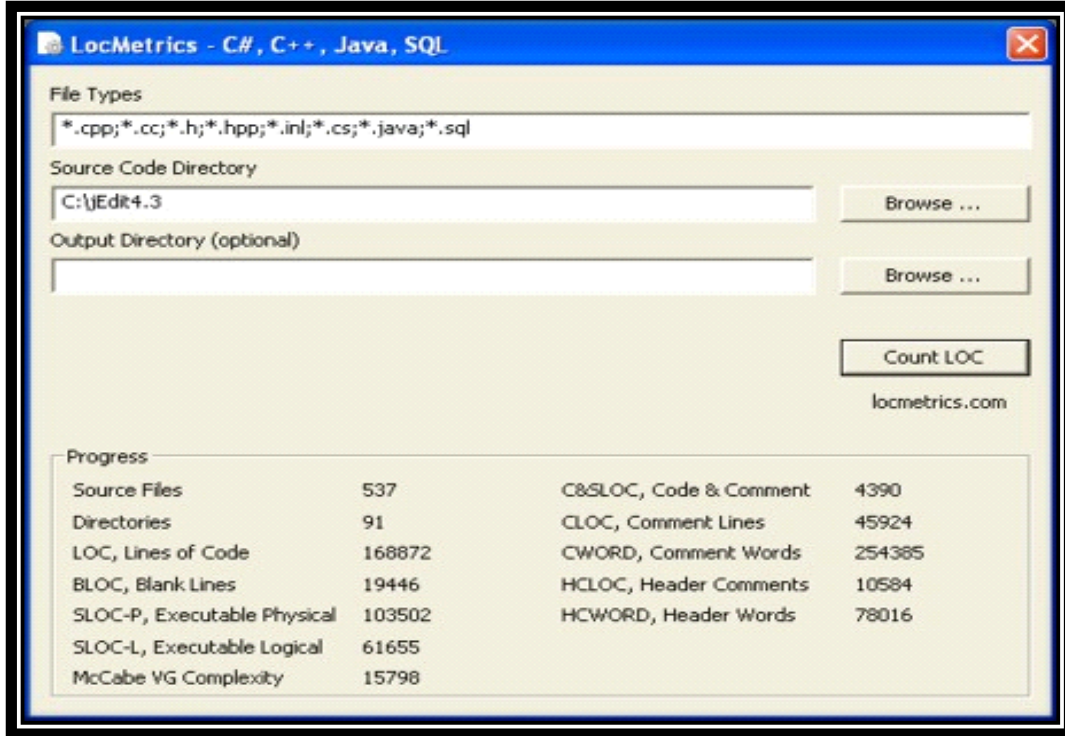 LocMetrics - C#, C++, Java, SQL
File Types
*.cpp;*.cc;*.h;*.hpp;*.inl;*.cs;*.java;*.sql
Source Code Directory
C:\jEdit4.3
Browse ...
Output Directory (optional)
Browse ...
Count LOC
locmetrics.com
Progress
Source Files 537 C&SLOC, Code & Comment 4390
Directories 91 CLOC, Comment Lines 45924
LOC, Lines of Code 168872 CWORD, Comment Words 254385
BLOC, Blank Lines 19446 HCLOC, Header Comments 10584
SLOC-P, Executable Physical 103502 HCWORD, Header Words 78016
SLOC-L, Executable Logical 61655
McCabe VG Complexity 15798